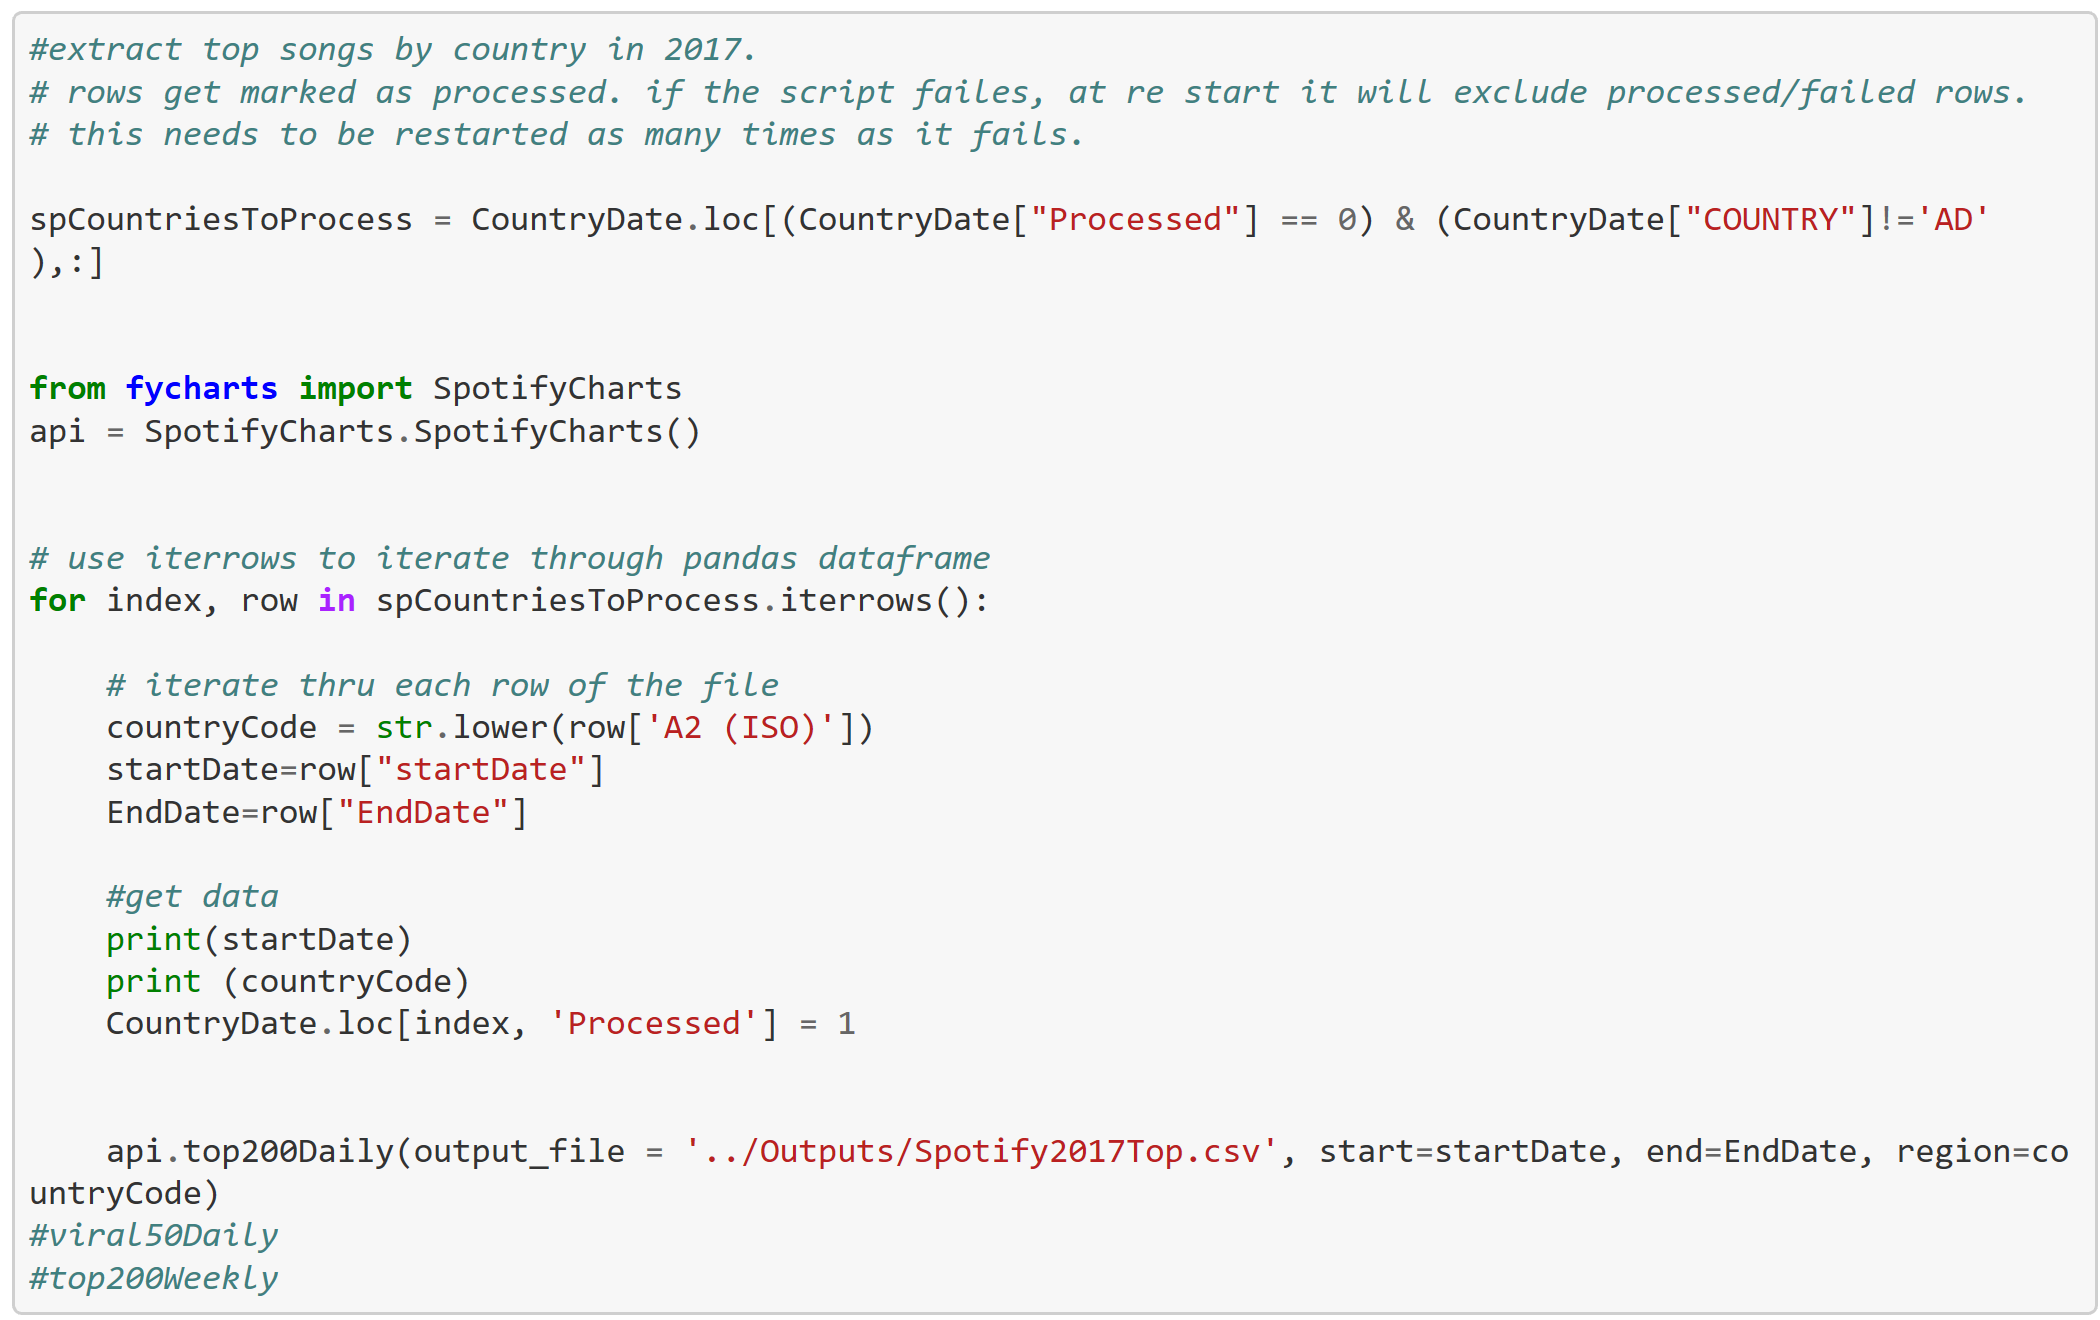 #extract top songs by country in 2017.
# rows get marked as processed. if the script failes, at re start it will exclude processed/failed rows.
# this needs to be restarted as many times as it fails.
spCountriesToProcess = CountryDate.loc[(CountryDate["Processed"] == 0) & (CountryDate["COUNTRY"]!='AD'
),:]
from fycharts import SpotifyCharts
api = SpotifyCharts.SpotifyCharts()
# use iterrows to iterate through pandas dataframe
for index, row in spCountriesToProcess.iterrows():
    # iterate thru each row of the file
    countryCode = str.lower(row['A2 (ISO)'])
    startDate=row["startDate"]
    EndDate=row["EndDate"]
    #get data
    print(startDate)
    print (countryCode)
    CountryDate.loc[index, 'Processed'] = 1
    api.top200Daily(output_file = '../Outputs/Spotify2017Top.csv', start=startDate, end=EndDate, region=co
untryCode)
#viral50Daily
#top200Weekly